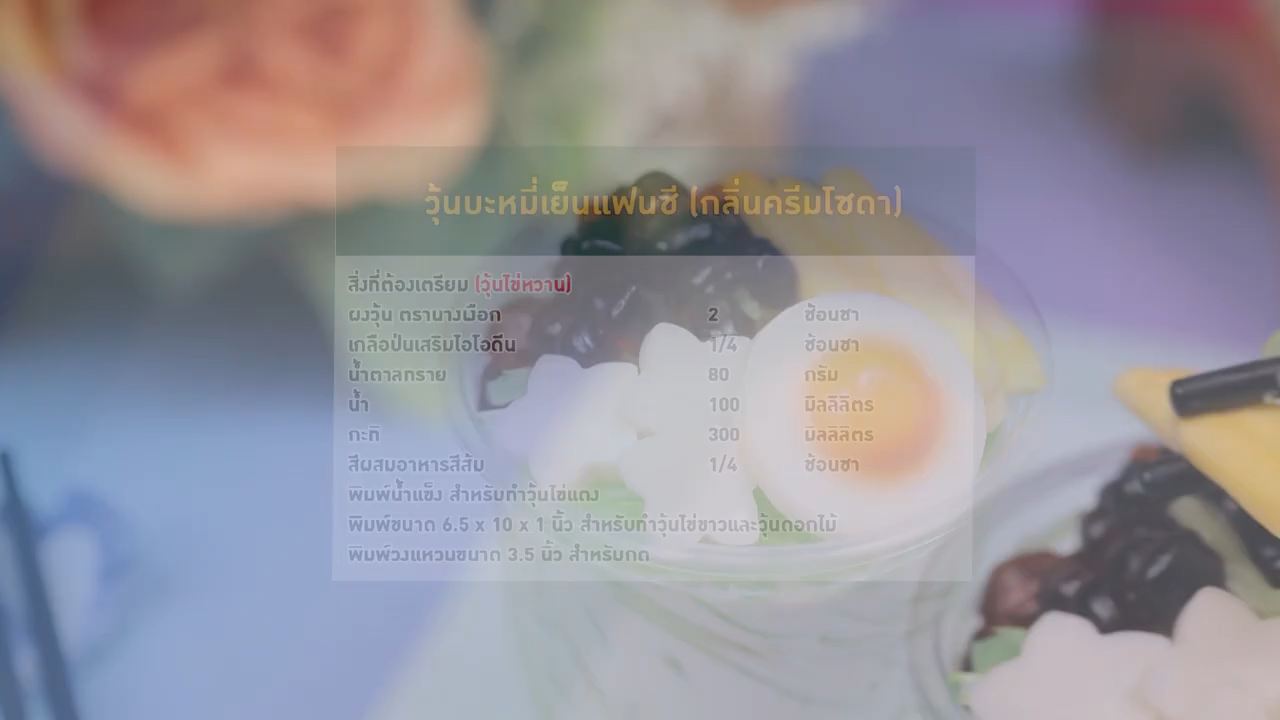 วุ้นบะหมี่เย็นแฟนซี (กลิ่นครีมโซดา)
สิ่งที่ต้องเตรียม (วุ้นไข่หวาน)
ผงวุ้น ตรานางเงือก 2 ช้อนชา
เกลือป่นเสริมไอโอดีน 1/4 ช้อนชา
น้ำตาลทราย 80 กรัม
น้ำ 100 มิลลิลิตร
กะทิ 300 มิลลิลิตร
สีผสมอาหารสีส้ม 1/4 ช้อนชา
พิมพ์น้ำแข็ง สำหรับทำวุ้นไข่แดง
พิมพ์ขนาด 6.5 x 10 x 1 นิ้ว สำหรับทำวุ้นไข่ขาวและวุ้นดอกไม้
พิมพ์วงแหวนขนาด 3.5 นิ้ว สำหรับกด